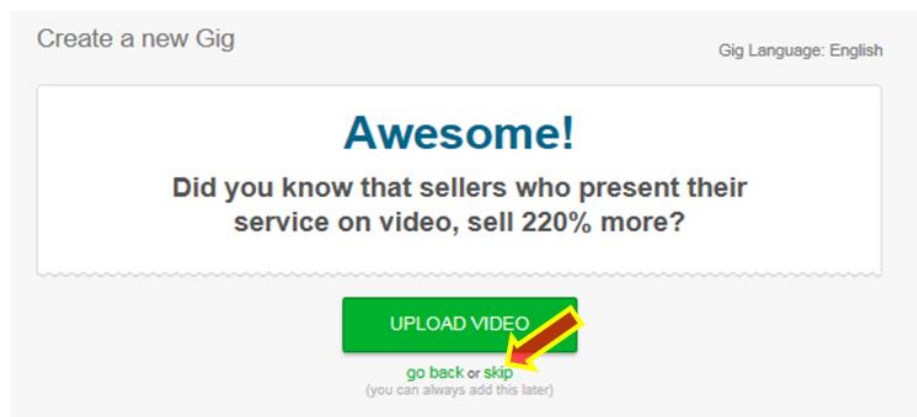 Create a new Gig
Gig Language: English
Awesome!
Did you know that sellers who present their
service on video, sell 220% more?
UPLOAD VIDEO
go back or skip
(you can always add this later)